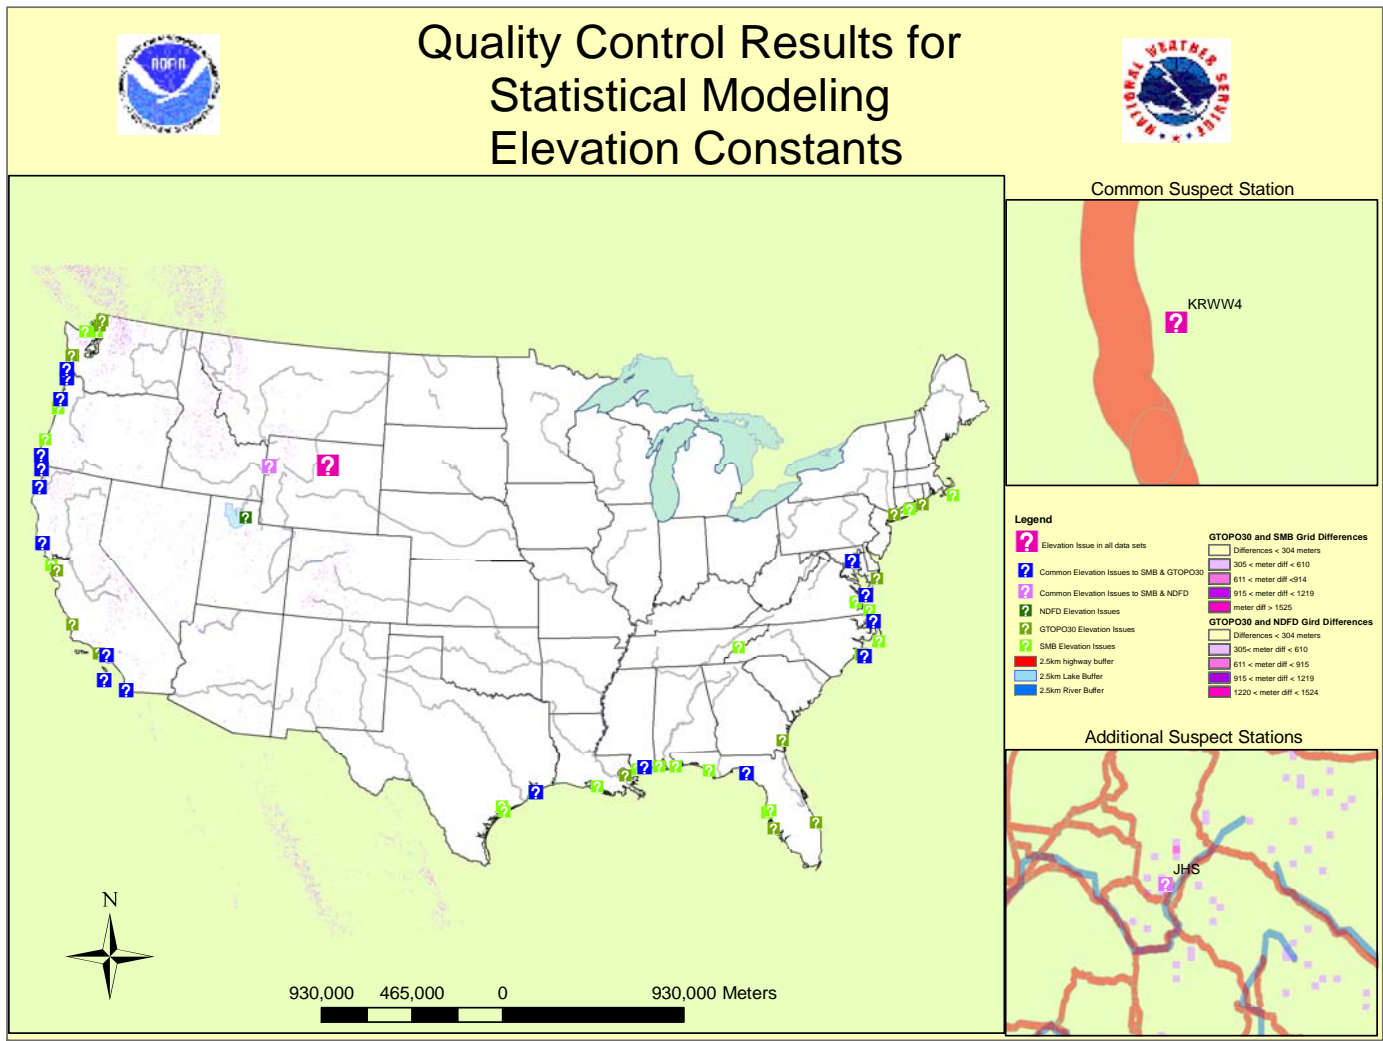 Quality Control Results for
Statistical Modeling
Elevation Constants
NOAA
NATIONAL WEATHER SERVICE
Common Suspect Station
KRWW4
Legend
Elevation Issue in all data sets
Common Elevation Issues to SMB & GTOPO30
Common Elevation Issues to SMB & NDFD
NDFD Elevation Issues
GTOPO30 Elevation Issues
SMB Elevation Issues
2.5km highway buffer
2.5km Lake Buffer
2.5km River Buffer
GTOPO30 and SMB Grid Differences
Differences < 304 meters
305 < meter diff < 610
611 < meter diff <914
915 < meter diff < 1219
meter diff > 1525
GTOPO30 and NDFD Gird Differences
Differences < 304 meters
305< meter diff < 610
611 < meter diff < 915
915 < meter diff < 1219
1220 < meter diff < 1524
Additional Suspect Stations
JHS
N
930,000 465,000 0 930,000 Meters